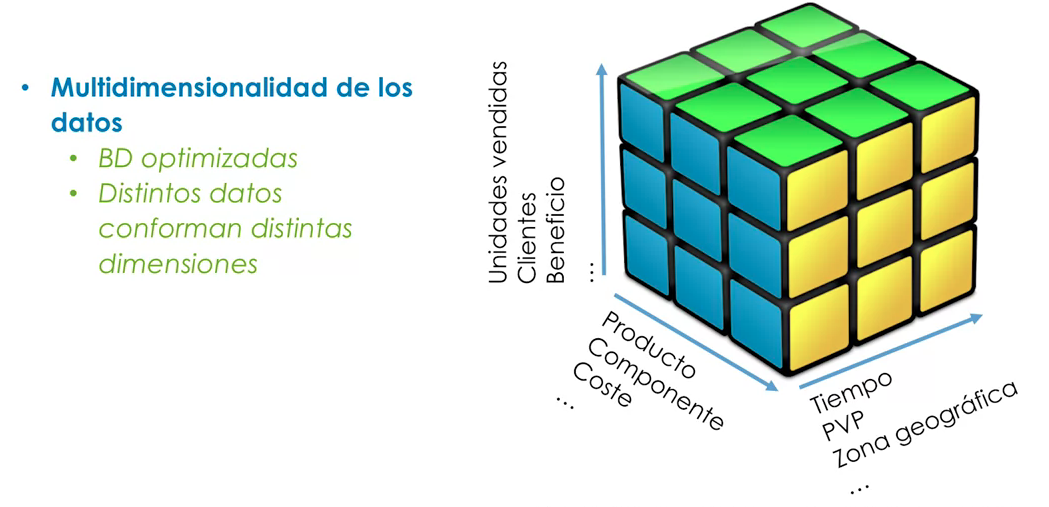 • Multidimensionalidad de los
datos
• BD optimizadas
• Distintos datos
conforman distintas
dimensiones
Unidades vendidas
Clientes
Beneficio
...
Producto
Componente
Coste
...
Tiempo
PVP
Zona geográfica
...